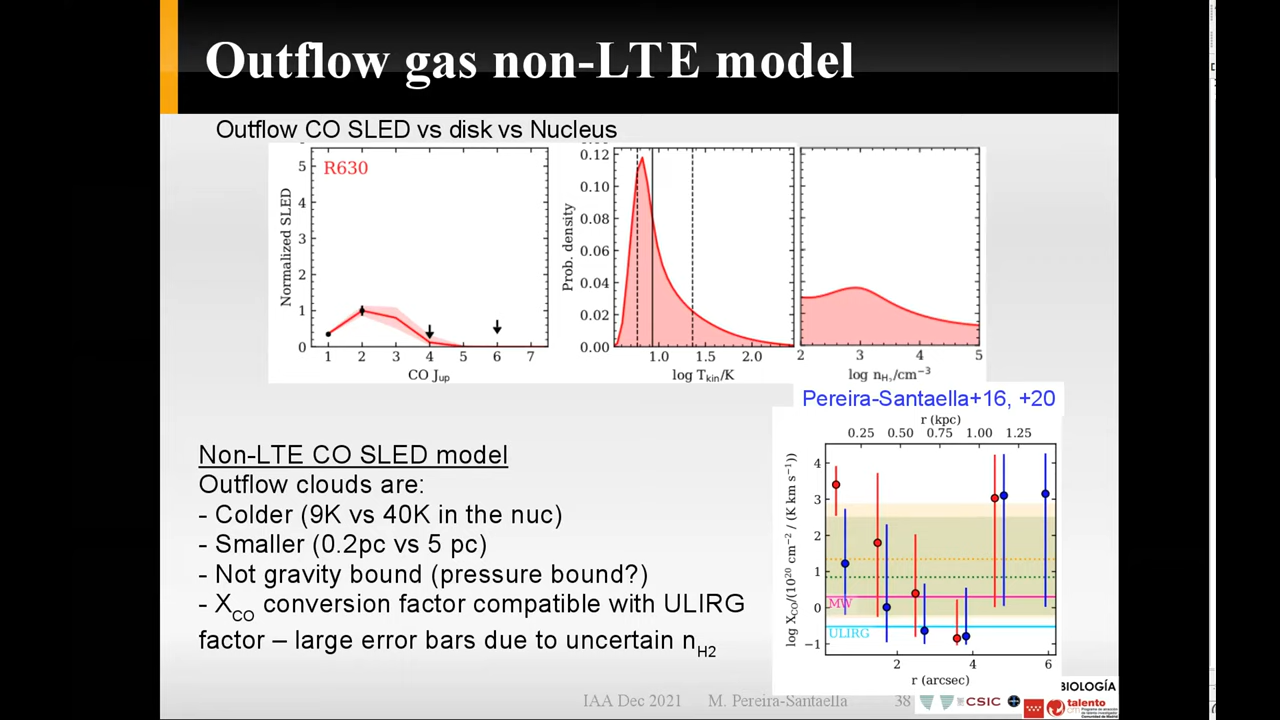 Outflow gas non-LTE model
Outflow CO SLED vs disk vs Nucleus
R630
Normalized SLED
5
4
3
2
1
0
1 2 3 4 5 6 7
CO Jup
Prob. density
0.12
0.10
0.08
0.06
0.04
0.02
0.00
1.0 1.5 2.0
log Tkin/K
2 3 4 5
log nH2/cm−3
Pereira-Santaella+16, +20
r (kpc)
0.25 0.50 0.75 1.00 1.25
log XCO/(10²⁰ cm⁻² / (K km s⁻¹))
4
3
2
1
0
−1
MW
ULIRG
2 4 6
r (arcsec)
Non-LTE CO SLED model
Outflow clouds are:
- Colder (9K vs 40K in the nuc)
- Smaller (0.2pc vs 5 pc)
- Not gravity bound (pressure bound?)
- XCO conversion factor compatible with ULIRG
factor – large error bars due to uncertain nH2
IAA Dec 2021 M. Pereira-Santaella 38
CSIC
BIOLOGÍA
talento